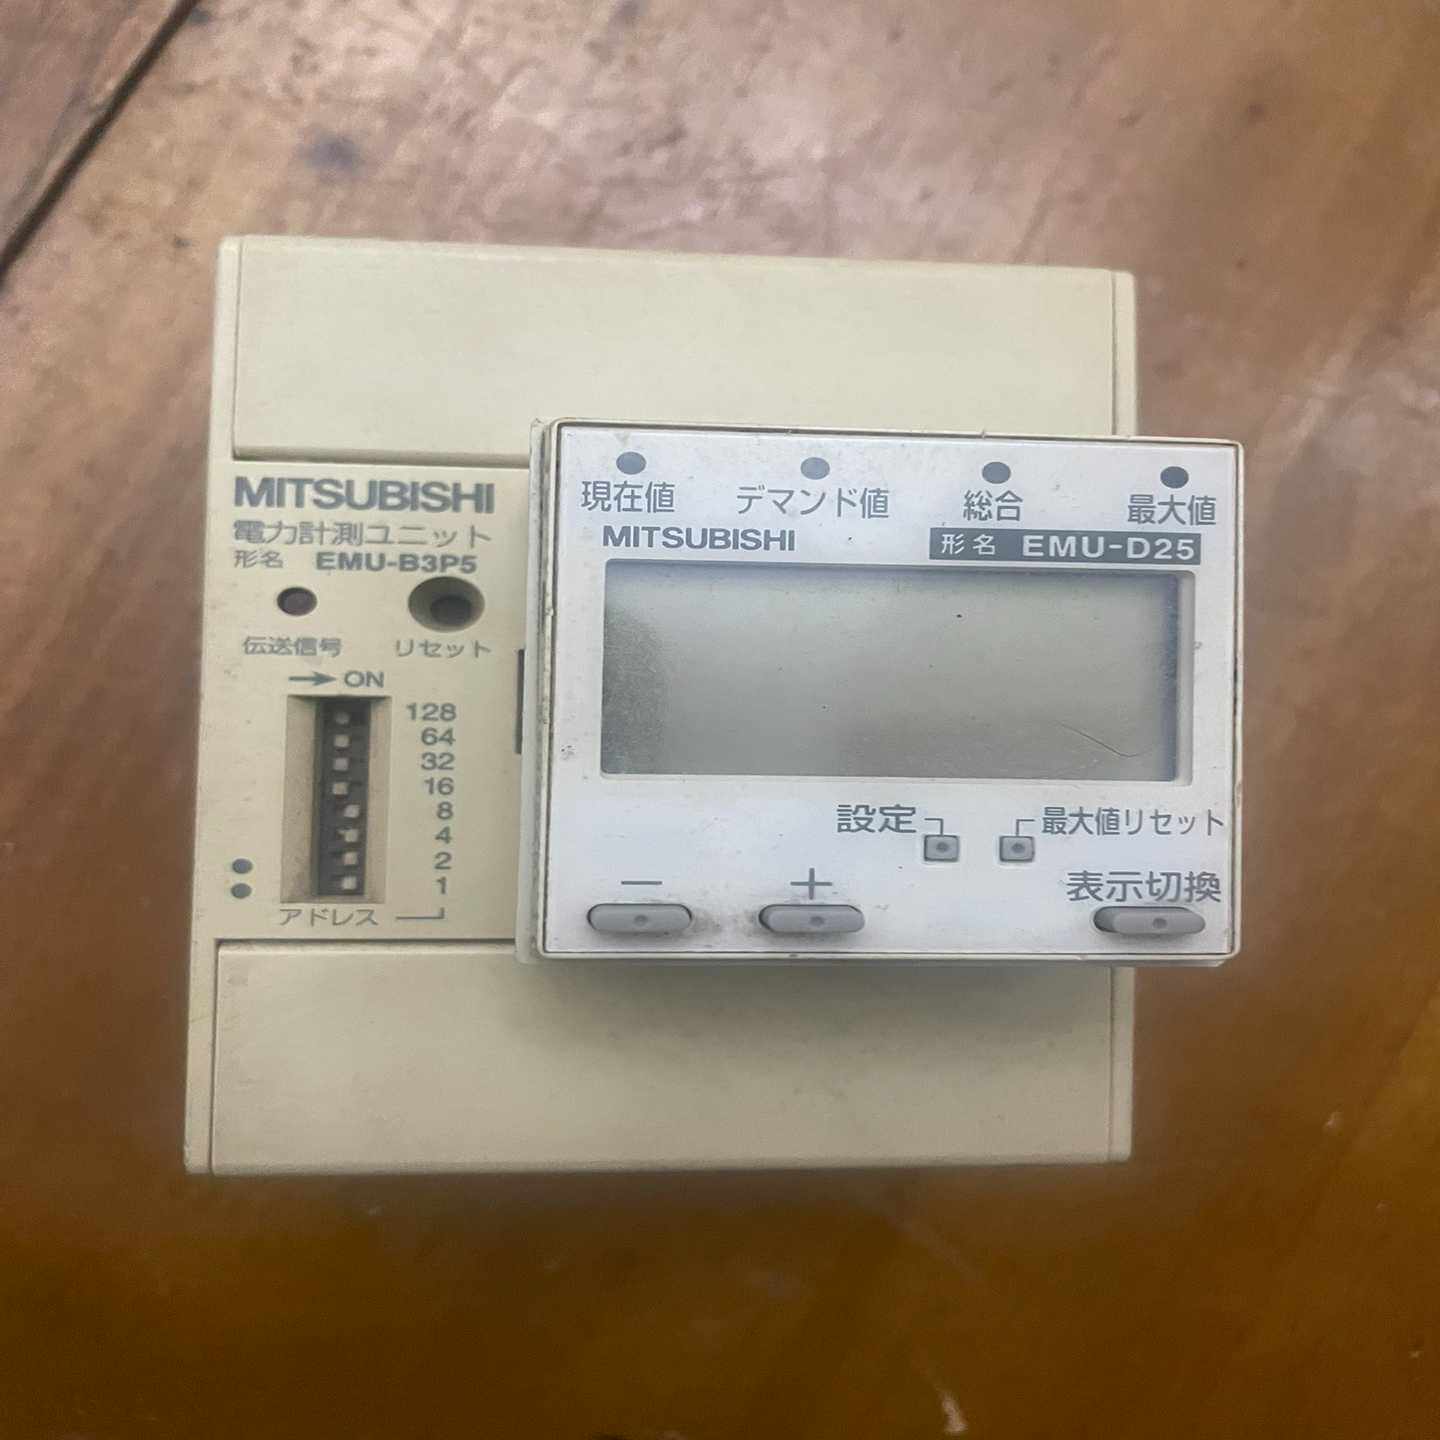 MITSUBISHI
電力計測ユニット
形名 EMU-B3P5
伝送信号 リセット
→ ON
128
64
32
16
8
4
2
1
アドレス
現在値 デマンド値 総合 最大値
MITSUBISHI 形名 EMU-D25
設定 最大値リセット
− + 表示切換